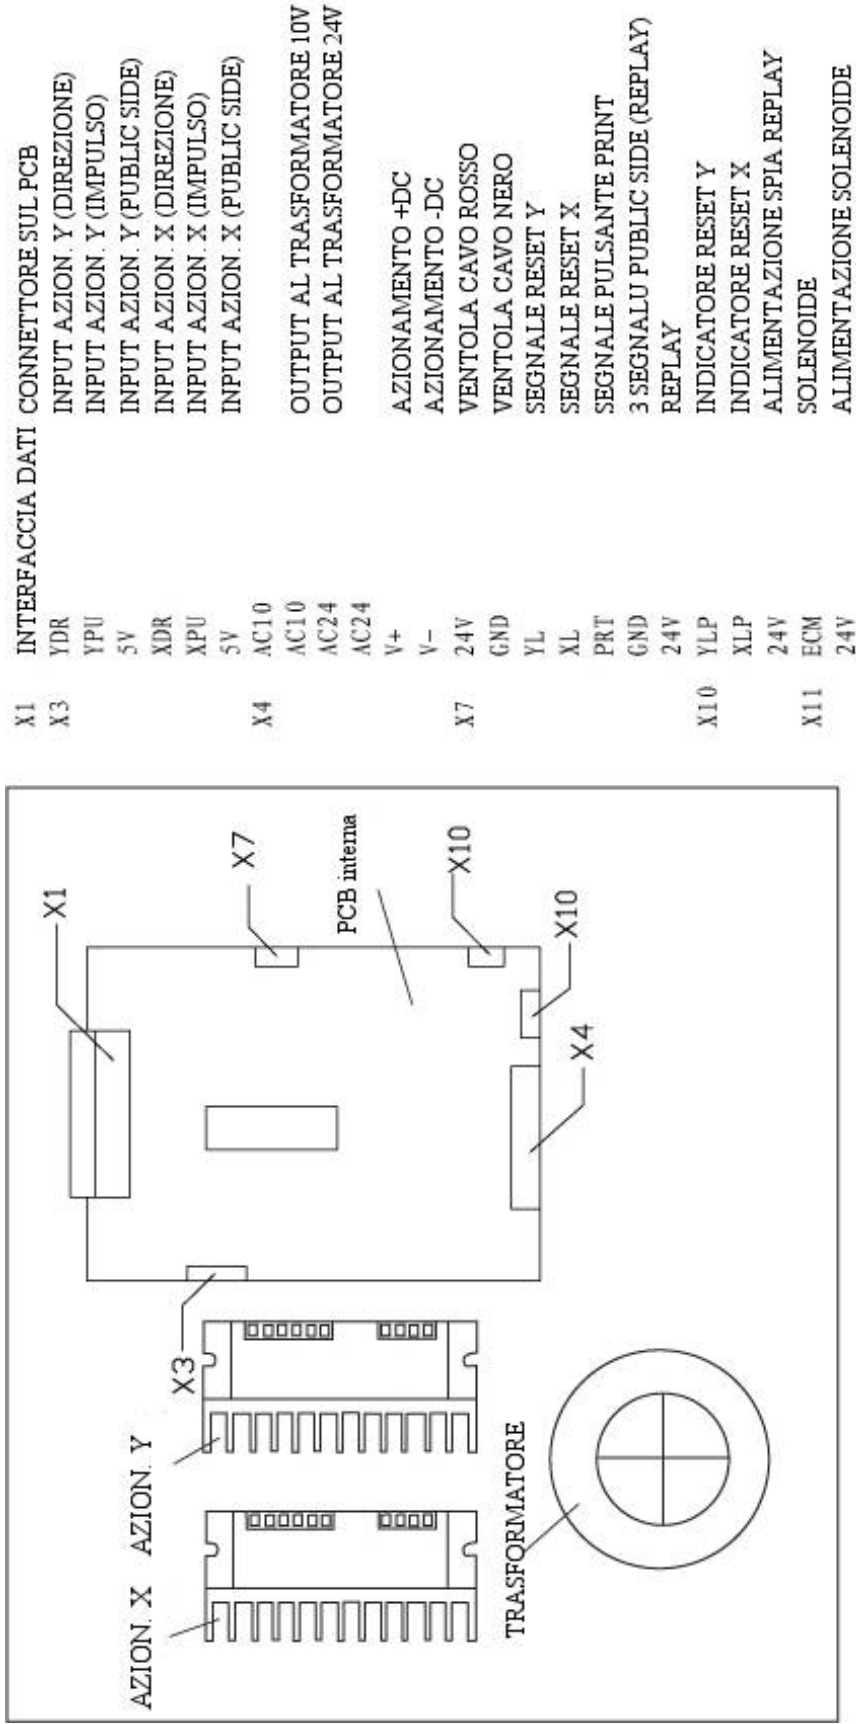 X1 INTERFACCIA DATI CONNETTORE SUL PCB
X3 YDR INPUT AZION. Y (DIREZIONE)
YPU INPUT AZION. Y (IMPULSO)
5V INPUT AZION. Y (PUBLIC SIDE)
XDR INPUT AZION. X (DIREZIONE)
XPU INPUT AZION. X (IMPULSO)
5V INPUT AZION. X (PUBLIC SIDE)
X4 AC10
AC10 OUTPUT AL TRASFORMATORE 10V
AC24 OUTPUT AL TRASFORMATORE 24V
AC24
V+ AZIONAMENTO +DC
V- AZIONAMENTO -DC
X7 24V VENTOLA CAVO ROSSO
GND VENTOLA CAVO NERO
YL SEGNALE RESET Y
XL SEGNALE RESET X
PRT SEGNALE PULSANTE PRINT
GND 3 SEGNALU PUBLIC SIDE (REPLAY)
24V REPLAY
X10 YLP INDICATORE RESET Y
XLP INDICATORE RESET X
24V ALIMENTAZIONE SPIA REPLAY
X11 ECM SOLENOIDE
24V ALIMENTAZIONE SOLENOIDE
X1
X7
PCB interna
X10
X10
X4
X3
AZION. X AZION. Y
TRASFORMATORE